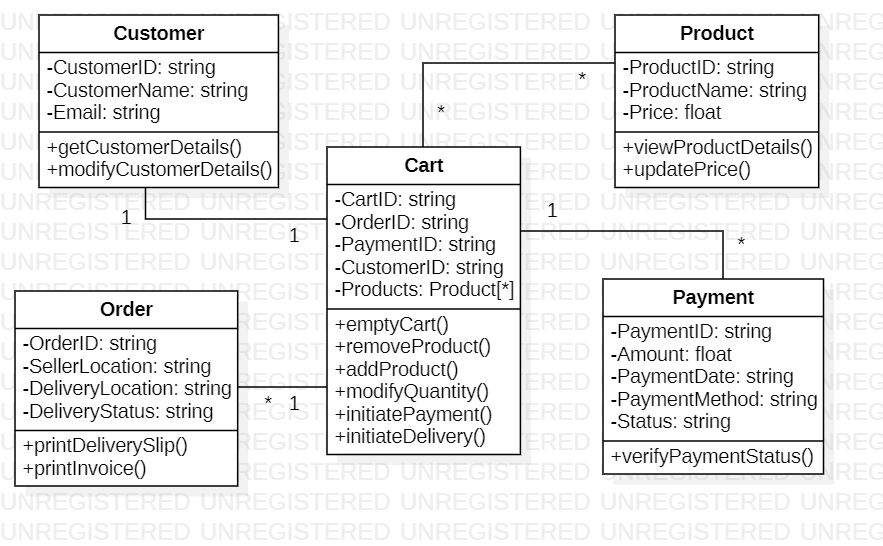 Customer
-CustomerID: string
-CustomerName: string
-Email: string
+getCustomerDetails()
+modifyCustomerDetails()
Product
-ProductID: string
-ProductName: string
-Price: float
+viewProductDetails()
+updatePrice()
*
*
Cart
-CartID: string
-OrderID: string
-PaymentID: string
-CustomerID: string
-Products: Product[*]
+emptyCart()
+removeProduct()
+addProduct()
+modifyQuantity()
+initiatePayment()
+initiateDelivery()
1
1
1
*
Order
-OrderID: string
-SellerLocation: string
-DeliveryLocation: string
-DeliveryStatus: string
+printDeliverySlip()
+printInvoice()
* 1
Payment
-PaymentID: string
-Amount: float
-PaymentDate: string
-PaymentMethod: string
-Status: string
+verifyPaymentStatus()
UNREGISTERED UNREGISTERED UNREGISTERED UNREGISTERED